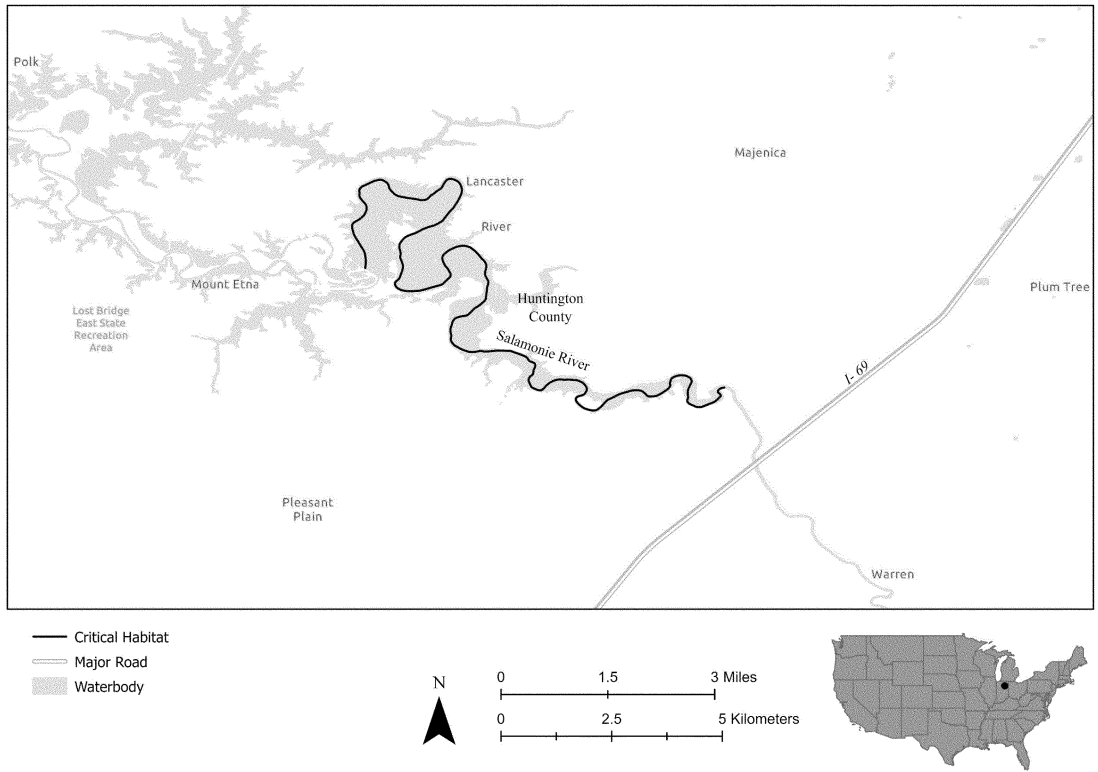 Polk
Majenica
Lancaster
River
Mount Etna
Plum Tree
Lost Bridge
East State
Recreation
Area
Huntington
County
Salamonie River
I- 69
Pleasant
Plain
Warren
Critical Habitat
Major Road
Waterbody
N
0 1.5 3 Miles
0 2.5 5 Kilometers